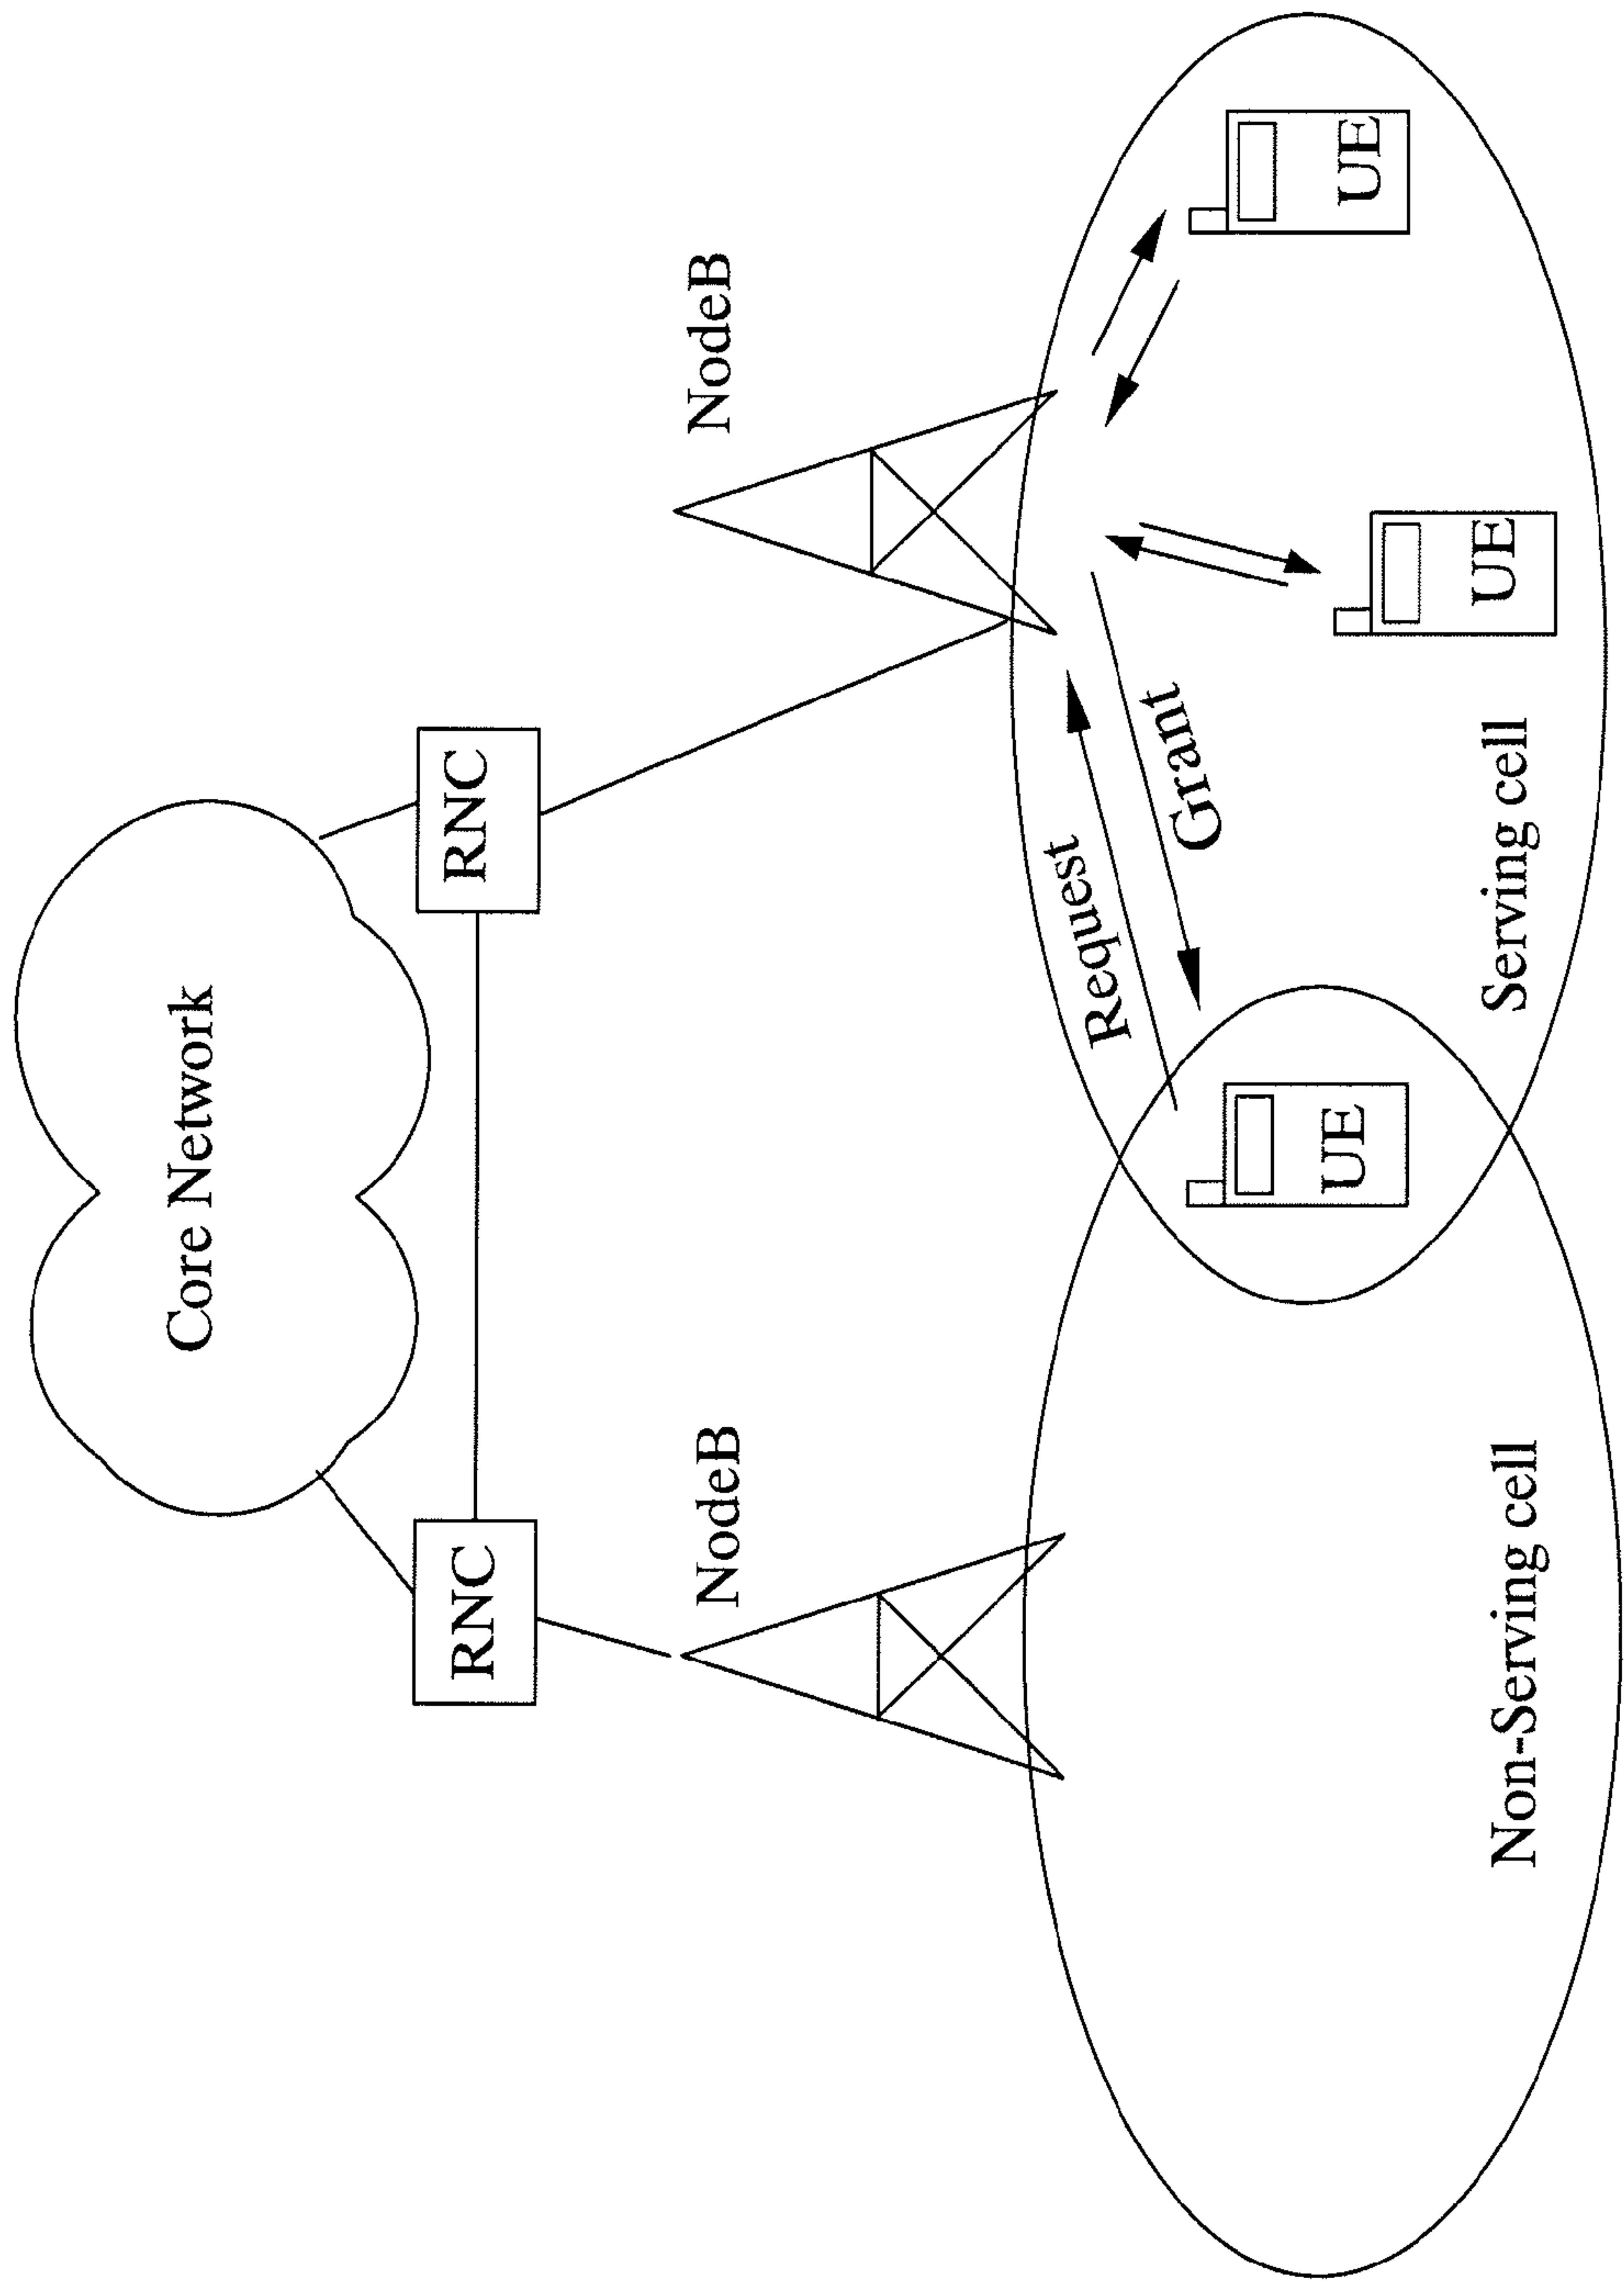 Core Network
RNC
RNC
NodeB
NodeB
Request
Grant
UE
UE
UE
Non-Serving cell
Serving cell